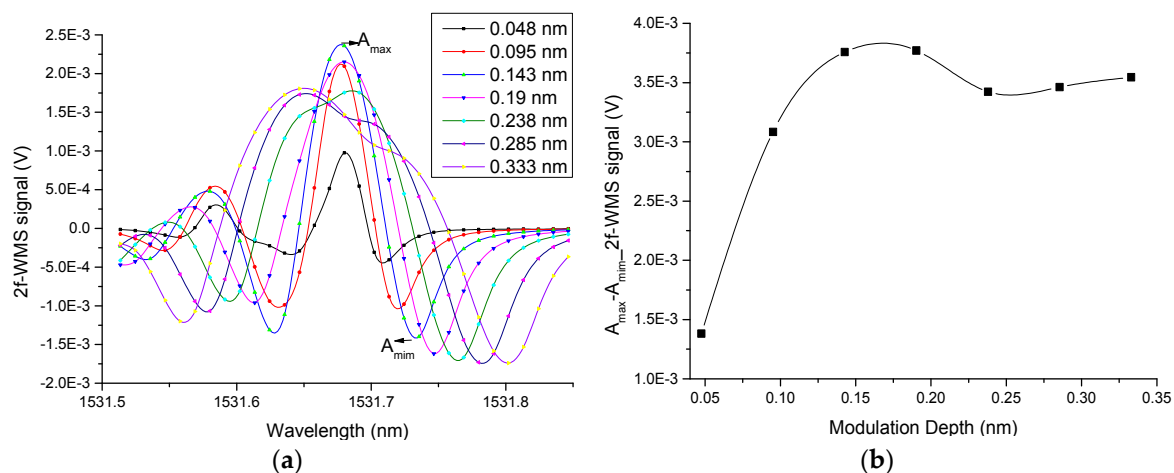 2.5E-3
2.0E-3
1.5E-3
1.0E-3
5.0E-4
0.0
-5.0E-4
-1.0E-3
-1.5E-3
-2.0E-3
2f-WMS signal (V)
Amax
Amim
0.048 nm
0.095 nm
0.143 nm
0.19 nm
0.238 nm
0.285 nm
0.333 nm
1531.5 1531.6 1531.7 1531.8
Wavelength (nm)
(a)
4.0E-3
3.5E-3
3.0E-3
2.5E-3
2.0E-3
1.5E-3
1.0E-3
Amax-Amim_2f-WMS signal (V)
0.05 0.10 0.15 0.20 0.25 0.30 0.35
Modulation Depth (nm)
(b)